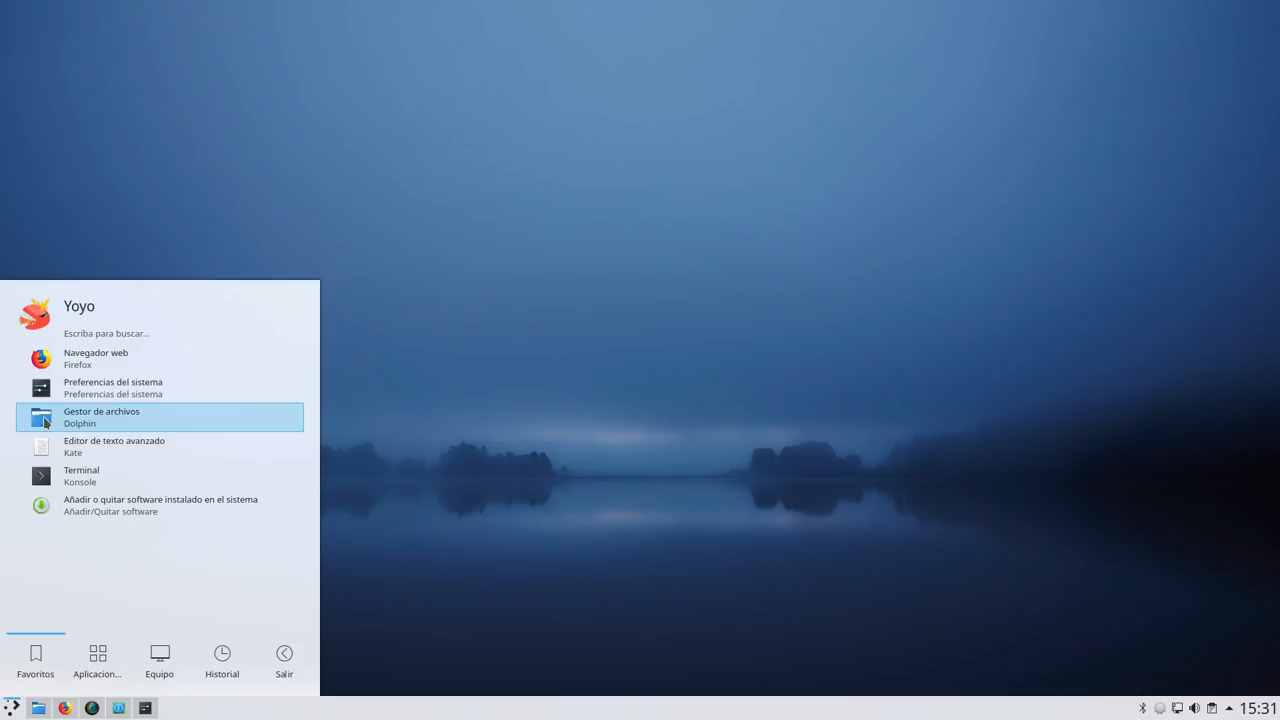 Yoyo
Escriba para buscar...
Navegador web
Firefox
Preferencias del sistema
Preferencias del sistema
Gestor de archivos
Dolphin
Editor de texto avanzado
Kate
Terminal
Konsole
Añadir o quitar software instalado en el sistema
Añadir/Quitar software
Favoritos
Aplicacion...
Equipo
Historial
Salir
15:31